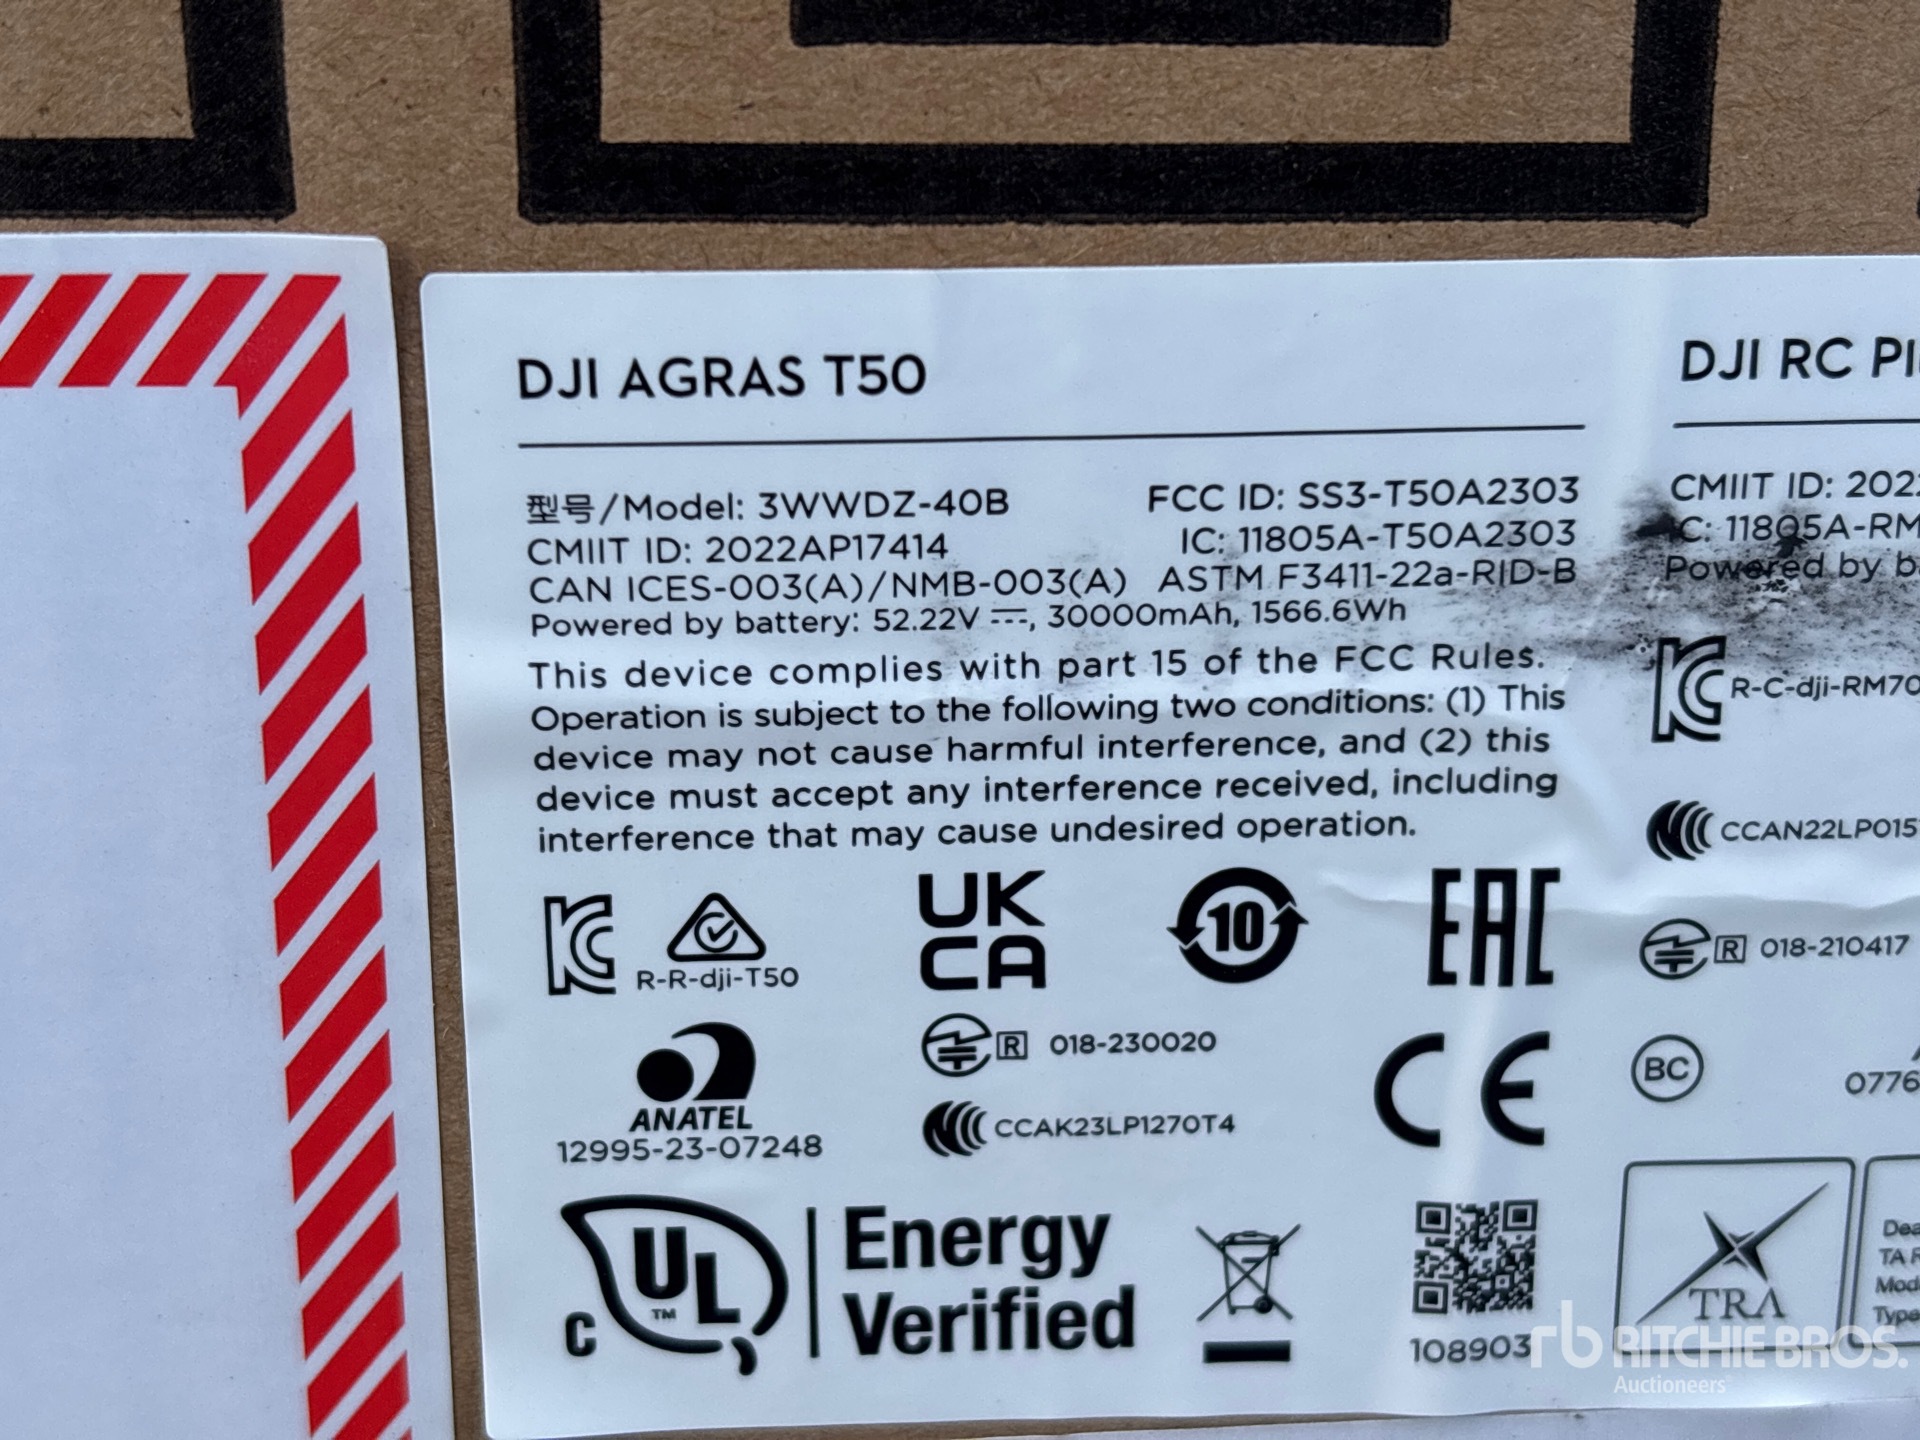 DJI AGRAS T50
型号/Model: 3WWDZ-40B
FCC ID: SS3-T50A2303
CMIIT ID: 2022AP17414
IC: 11805A-T50A2303
CAN ICES-003(A)/NMB-003(A) ASTM F3411-22a-RID-B
Powered by battery: 52.22V ⎓, 30000mAh, 1566.6Wh
This device complies with part 15 of the FCC Rules.
Operation is subject to the following two conditions: (1) This
device may not cause harmful interference, and (2) this
device must accept any interference received, including
interference that may cause undesired operation.
R-R-dji-T50
UK
CA
10
EAC
ANATEL
12995-23-07248
R 018-230020
CCAK23LP1270T4
CE
C UL TM
Energy
Verified
108903
DJI RC
CMIIT ID: 2022
IC: 11805A-RM
Powered by
R-C-dji-RM70
CCAN22LP015
R 018-210417
BC
0776
TRA
TA
Type
rb RITCHIE BROS.
Auctioneers